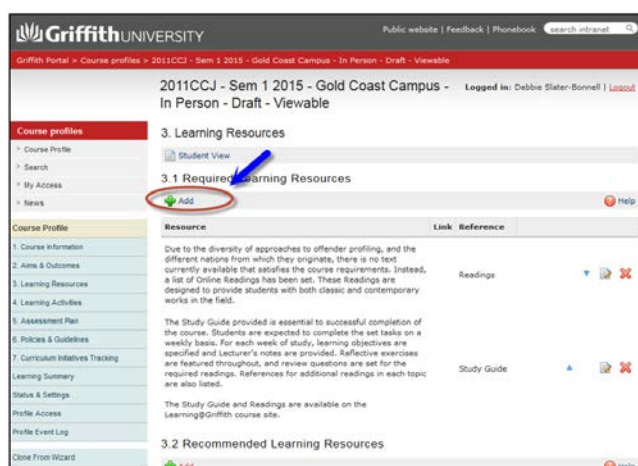 Griffith UNIVERSITY
Public website | Feedback | Phonebook
search intranet
Griffith Portal > Course profiles > 2011CCJ - Sem 1 2015 - Gold Coast Campus - In Person - Draft - Viewable
2011CCJ - Sem 1 2015 - Gold Coast Campus -
In Person - Draft - Viewable
Logged in: Debbie Slater-Bonnell | Logout
Course profiles
Course Profile
Search
My Access
News
Course Profile
1. Course Information
2. Aims & Outcomes
3. Learning Resources
4. Learning Activities
5. Assessment Plan
6. Policies & Guidelines
7. Curriculum Initiatives Tracking
Learning Summary
Status & Settings
Profile Access
Profile Event Log
Clone From Wizard
3. Learning Resources
Student View
3.1 Required Learning Resources
Add
Help
Resource Link Reference
Due to the diversity of approaches to offender profiling, and the
different nations from which they originate, there is no text
currently available that satisfies the course requirements. Instead,
a list of Online Readings has been set. These Readings are
designed to provide students with both classic and contemporary
works in the field.
Readings
The Study Guide provided is essential to successful completion of
the course. Students are expected to complete the set tasks on a
weekly basis. For each week of study, learning objectives are
specified and Lecturer's notes are provided. Reflective exercises
are featured throughout, and review questions are set for the
required readings. References for additional readings in each topic
are also listed.
Study Guide
The Study Guide and Readings are available on the
Learning@Griffith course site.
3.2 Recommended Learning Resources
Add
Help